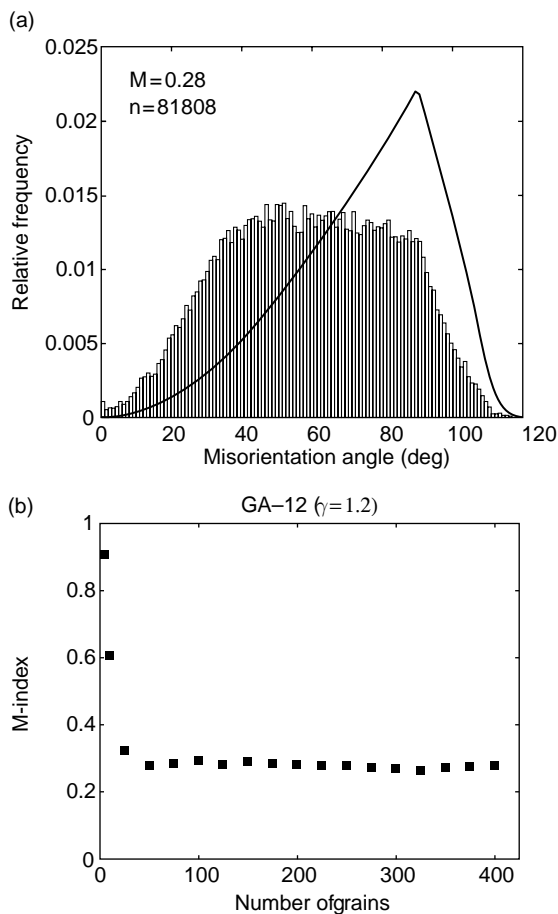 (a)
0.025
0.02
0.015
0.01
0.005
0
M=0.28
n=81808
Relative frequency
0 20 40 60 80 100 120
Misorientation angle (deg)
(b)
GA–12 (γ=1.2)
1
0.8
0.6
0.4
0.2
0
M-index
0 100 200 300 400
Number ofgrains